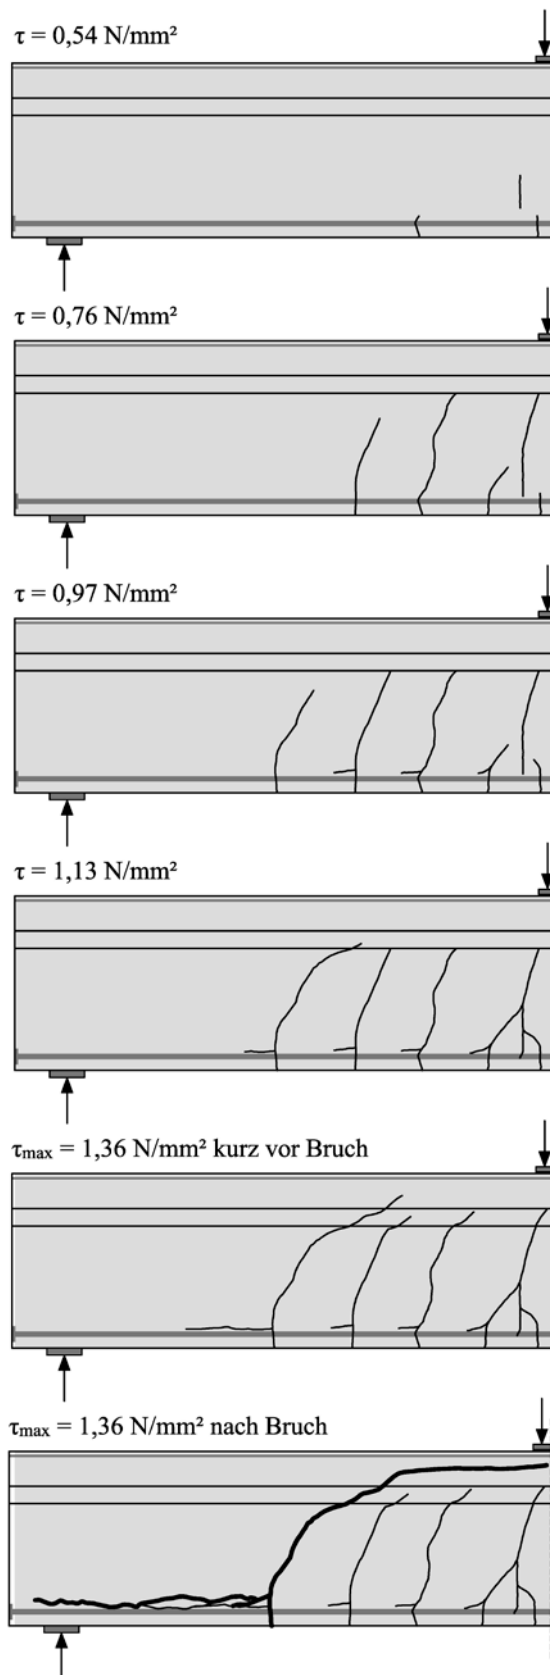 τ = 0,54 N/mm²
τ = 0,76 N/mm²
τ = 0,97 N/mm²
τ = 1,13 N/mm²
τmax = 1,36 N/mm² kurz vor Bruch
τmax = 1,36 N/mm² nach Bruch